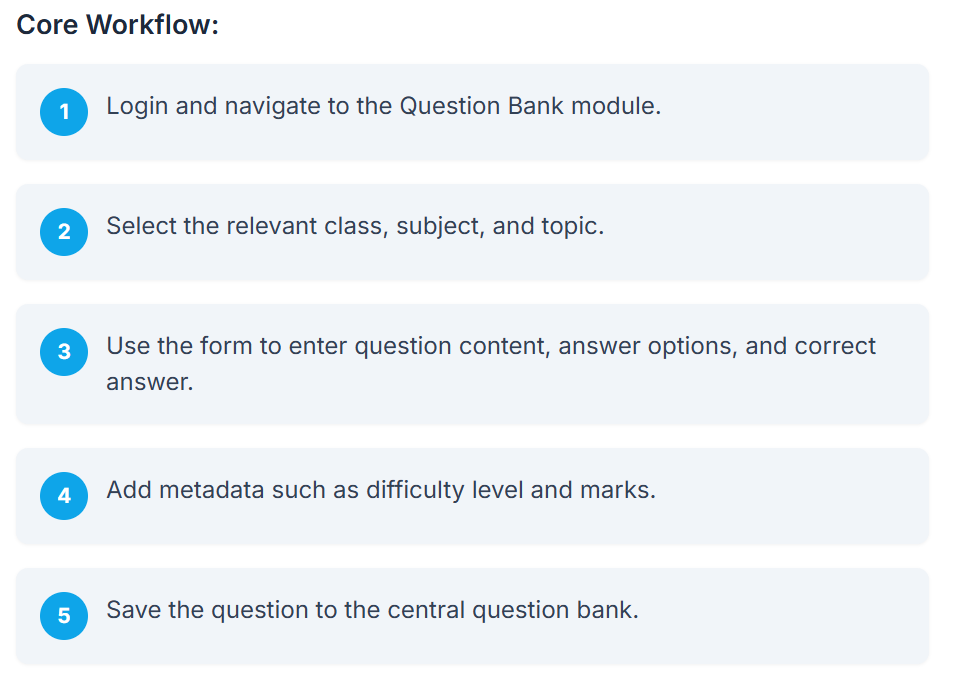 Core Workflow:
1
Login and navigate to the Question Bank module.
2
Select the relevant class, subject, and topic.
3
Use the form to enter question content, answer options, and correct
answer.
4
Add metadata such as difficulty level and marks.
5
Save the question to the central question bank.